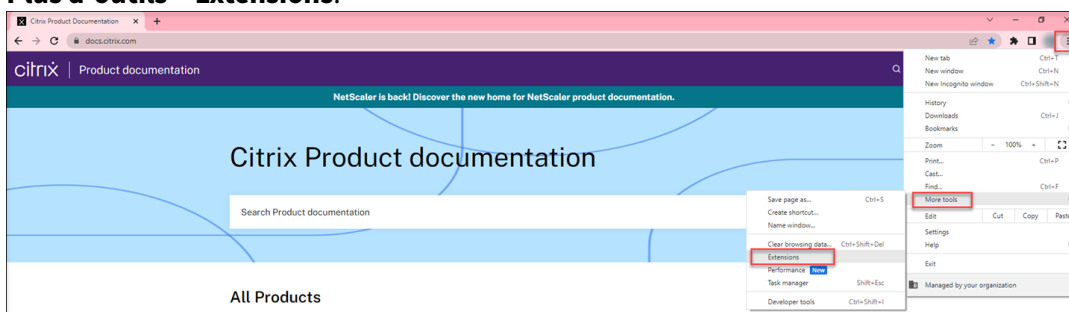 Plus d'outils > Extensions.
Citrix Product Documentation
docs.citrix.com
citrix | Product documentation
NetScaler is back! Discover the new home for NetScaler product documentation.
Citrix Product documentation
Search Product documentation
All Products
New tab Ctrl+T
New window Ctrl+N
New Incognito window Ctrl+Shift+N
History
Downloads Ctrl+J
Bookmarks
Zoom - 100% +
Print... Ctrl+P
Cast...
Find... Ctrl+F
More tools
Edit Cut Copy Paste
Settings
Help
Exit
Managed by your organization
Save page as... Ctrl+S
Create shortcut...
Name window...
Clear browsing data... Ctrl+Shift+Del
Extensions
Performance New
Task manager Shift+Esc
Developer tools Ctrl+Shift+I